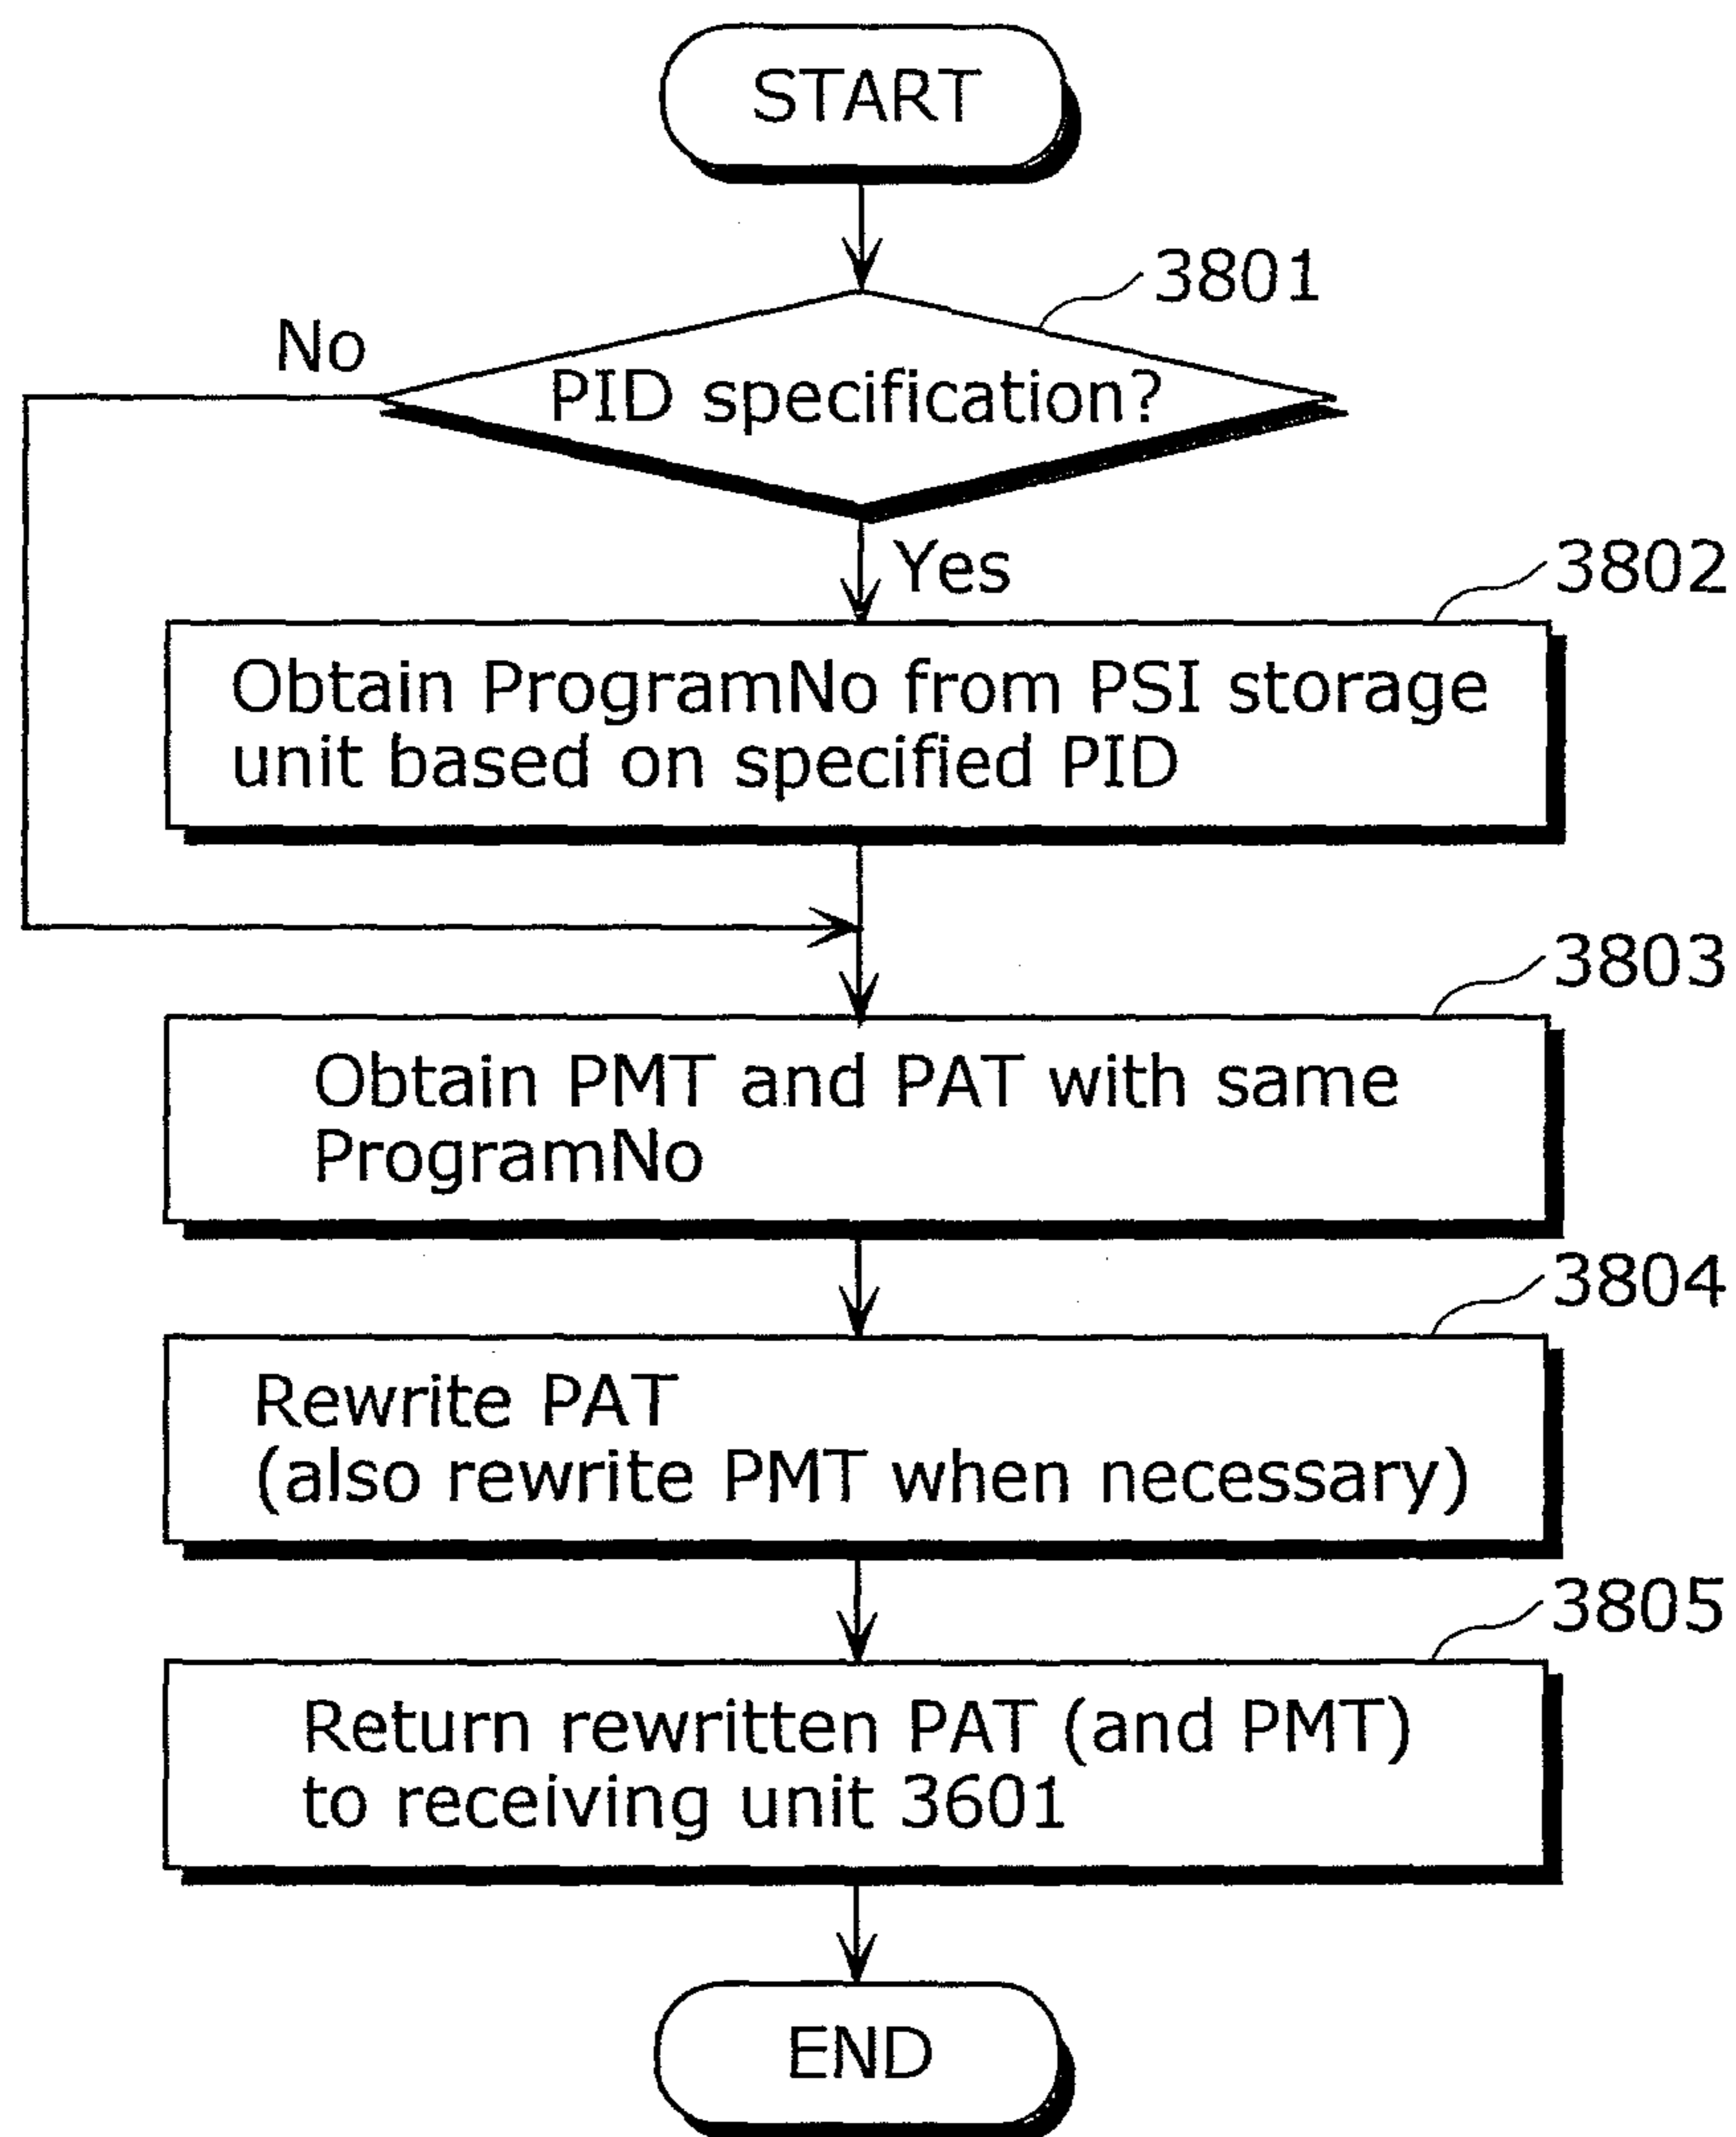 START
3801
No
PID specification?
Yes
3802
Obtain ProgramNo from PSI storage
unit based on specified PID
3803
Obtain PMT and PAT with same
ProgramNo
3804
Rewrite PAT
(also rewrite PMT when necessary)
3805
Return rewritten PAT (and PMT)
to receiving unit 3601
END